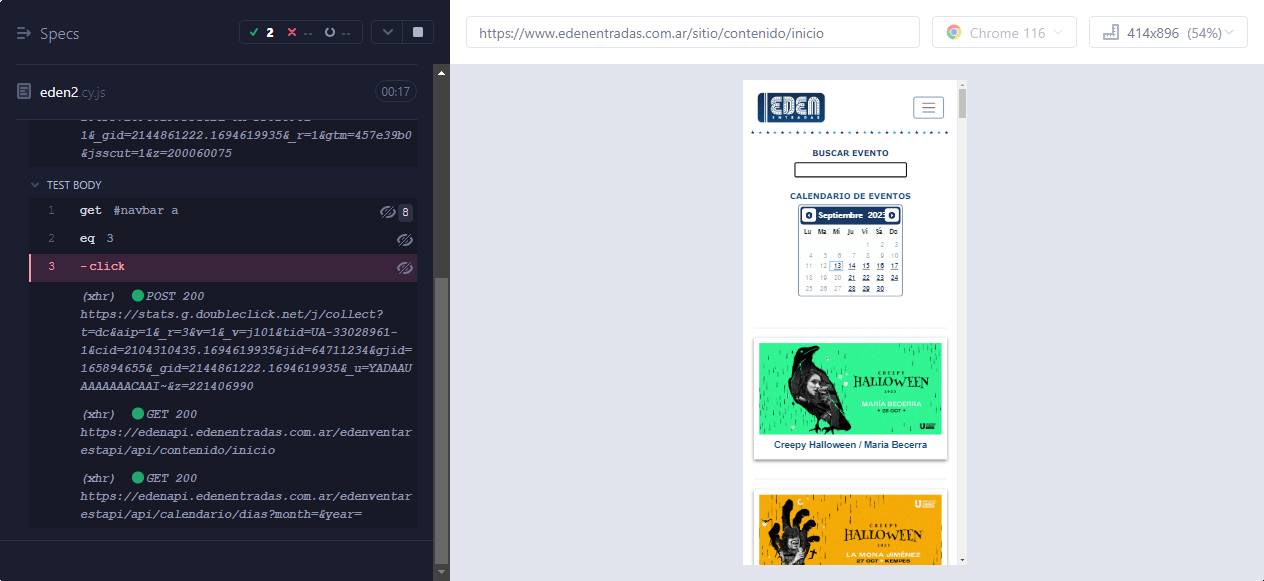 Specs
2
--
--
https://www.edenentradas.com.ar/sitio/contenido/inicio
Chrome 116
414x896 (54%)
eden2.cy.js
00:17
1&_gid=2144861222.1694619935&_r=1&gtm=457e39b0
&jsscut=1&z=200060075
TEST BODY
1 get #navbar a 8
2 eq 3
3 -click
(xhr) POST 200
https://stats.g.doubleclick.net/j/collect?
t=dc&aip=1&_r=3&v=1&_v=j101&tid=UA-33028961-
1&cid=2104310435.1694619935&jid=64711234&gjid=
165894655&_gid=2144861222.1694619935&_u=YADAAU
AAAAAAACAAI~&z=221406990
(xhr) GET 200
https://edenapi.edenentradas.com.ar/edenventar
estapi/api/contenido/inicio
(xhr) GET 200
https://edenapi.edenentradas.com.ar/edenventar
estapi/api/calendario/dias?month=&year=
EDEN
ENTRADAS
BUSCAR EVENTO
CALENDARIO DE EVENTOS
Septiembre 2023
Lu Ma Mi Ju Vi Sa Do
1 2 3
4 5 6 7 8 9 10
11 12 13 14 15 16 17
18 19 20 21 22 23 24
25 26 27 28 29 30
CREEPY
HALLOWEEN
2023
MARÍA BECERRA
• 28 OCT •
Creepy Halloween / Maria Becerra
CREEPY
HALLOWEEN
2023
LA MONA JIMÉNEZ
27 OCT • KEMPES